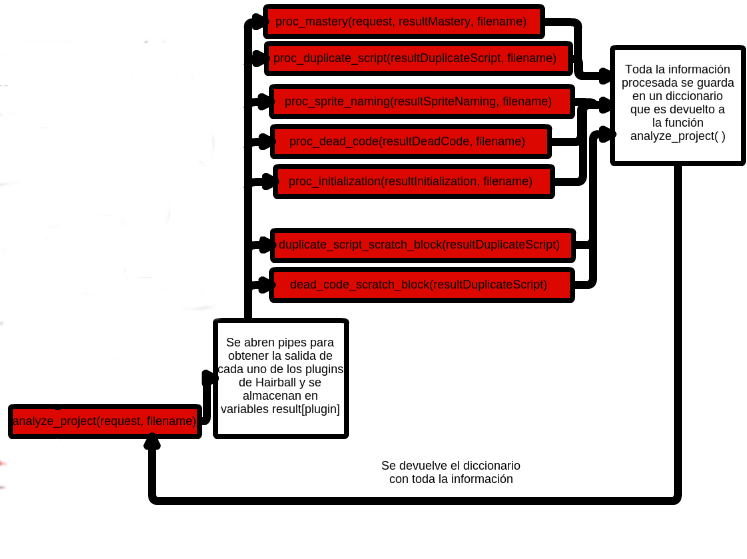 proc_mastery(request, resultMastery, filename)
proc_duplicate_script(resultDuplicateScript, filename)
proc_sprite_naming(resultSpriteNaming, filename)
proc_dead_code(resultDeadCode, filename)
proc_initialization(resultInitialization, filename)
duplicate_script_scratch_block(resultDuplicateScript)
dead_code_scratch_block(resultDuplicateScript)
Toda la información
procesada se guarda
en un diccionario
que es devuelto a
la función
analyze_project( )
Se abren pipes para
obtener la salida de
cada uno de los plugins
de Hairball y se
almacenan en
variables result[plugin]
analyze_project(request, filename)
Se devuelve el diccionario
con toda la información